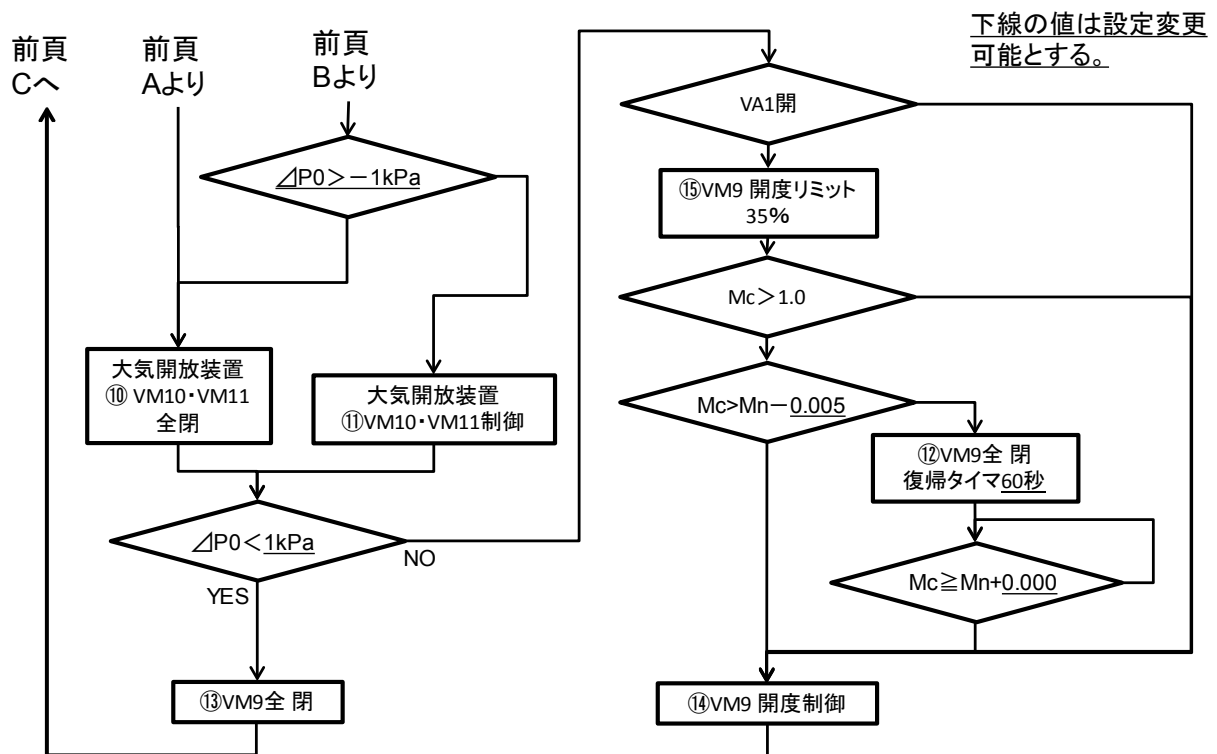 下線の値は設定変更
可能とする。
前頁
Cへ
前頁
Aより
前頁
Bより
⊿P0＞－1kPa
大気開放装置
⑩ VM10・VM11
全閉
大気開放装置
⑪VM10・VM11制御
⊿P0＜1kPa
NO
YES
⑬VM9全 閉
VA1開
⑮VM9 開度リミット
35%
Mc＞1.0
Mc>Mn－0.005
⑫VM9全 閉
復帰タイマ60秒
Mc≧Mn+0.000
⑭VM9 開度制御